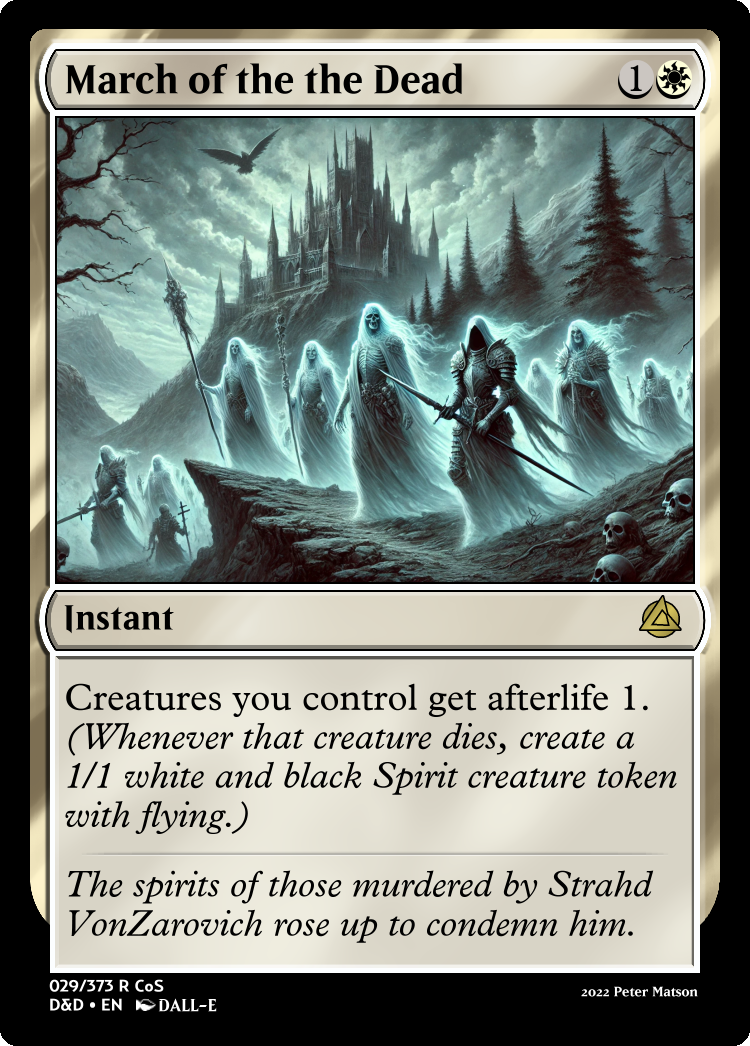 March of the the Dead 1
Instant
Creatures you control get afterlife 1.
(Whenever that creature dies, create a
1/1 white and black Spirit creature token
with flying.)
The spirits of those murdered by Strahd
VonZarovich rose up to condemn him.
029/373 R CoS
D&D • EN DALL-E
2022 Peter Matson